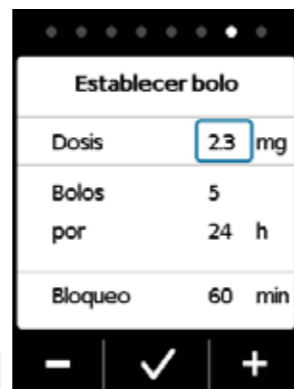 Establecer bolo
Dosis 2.3 mg
Bolos 5
por 24 h
Bloqueo 60 min